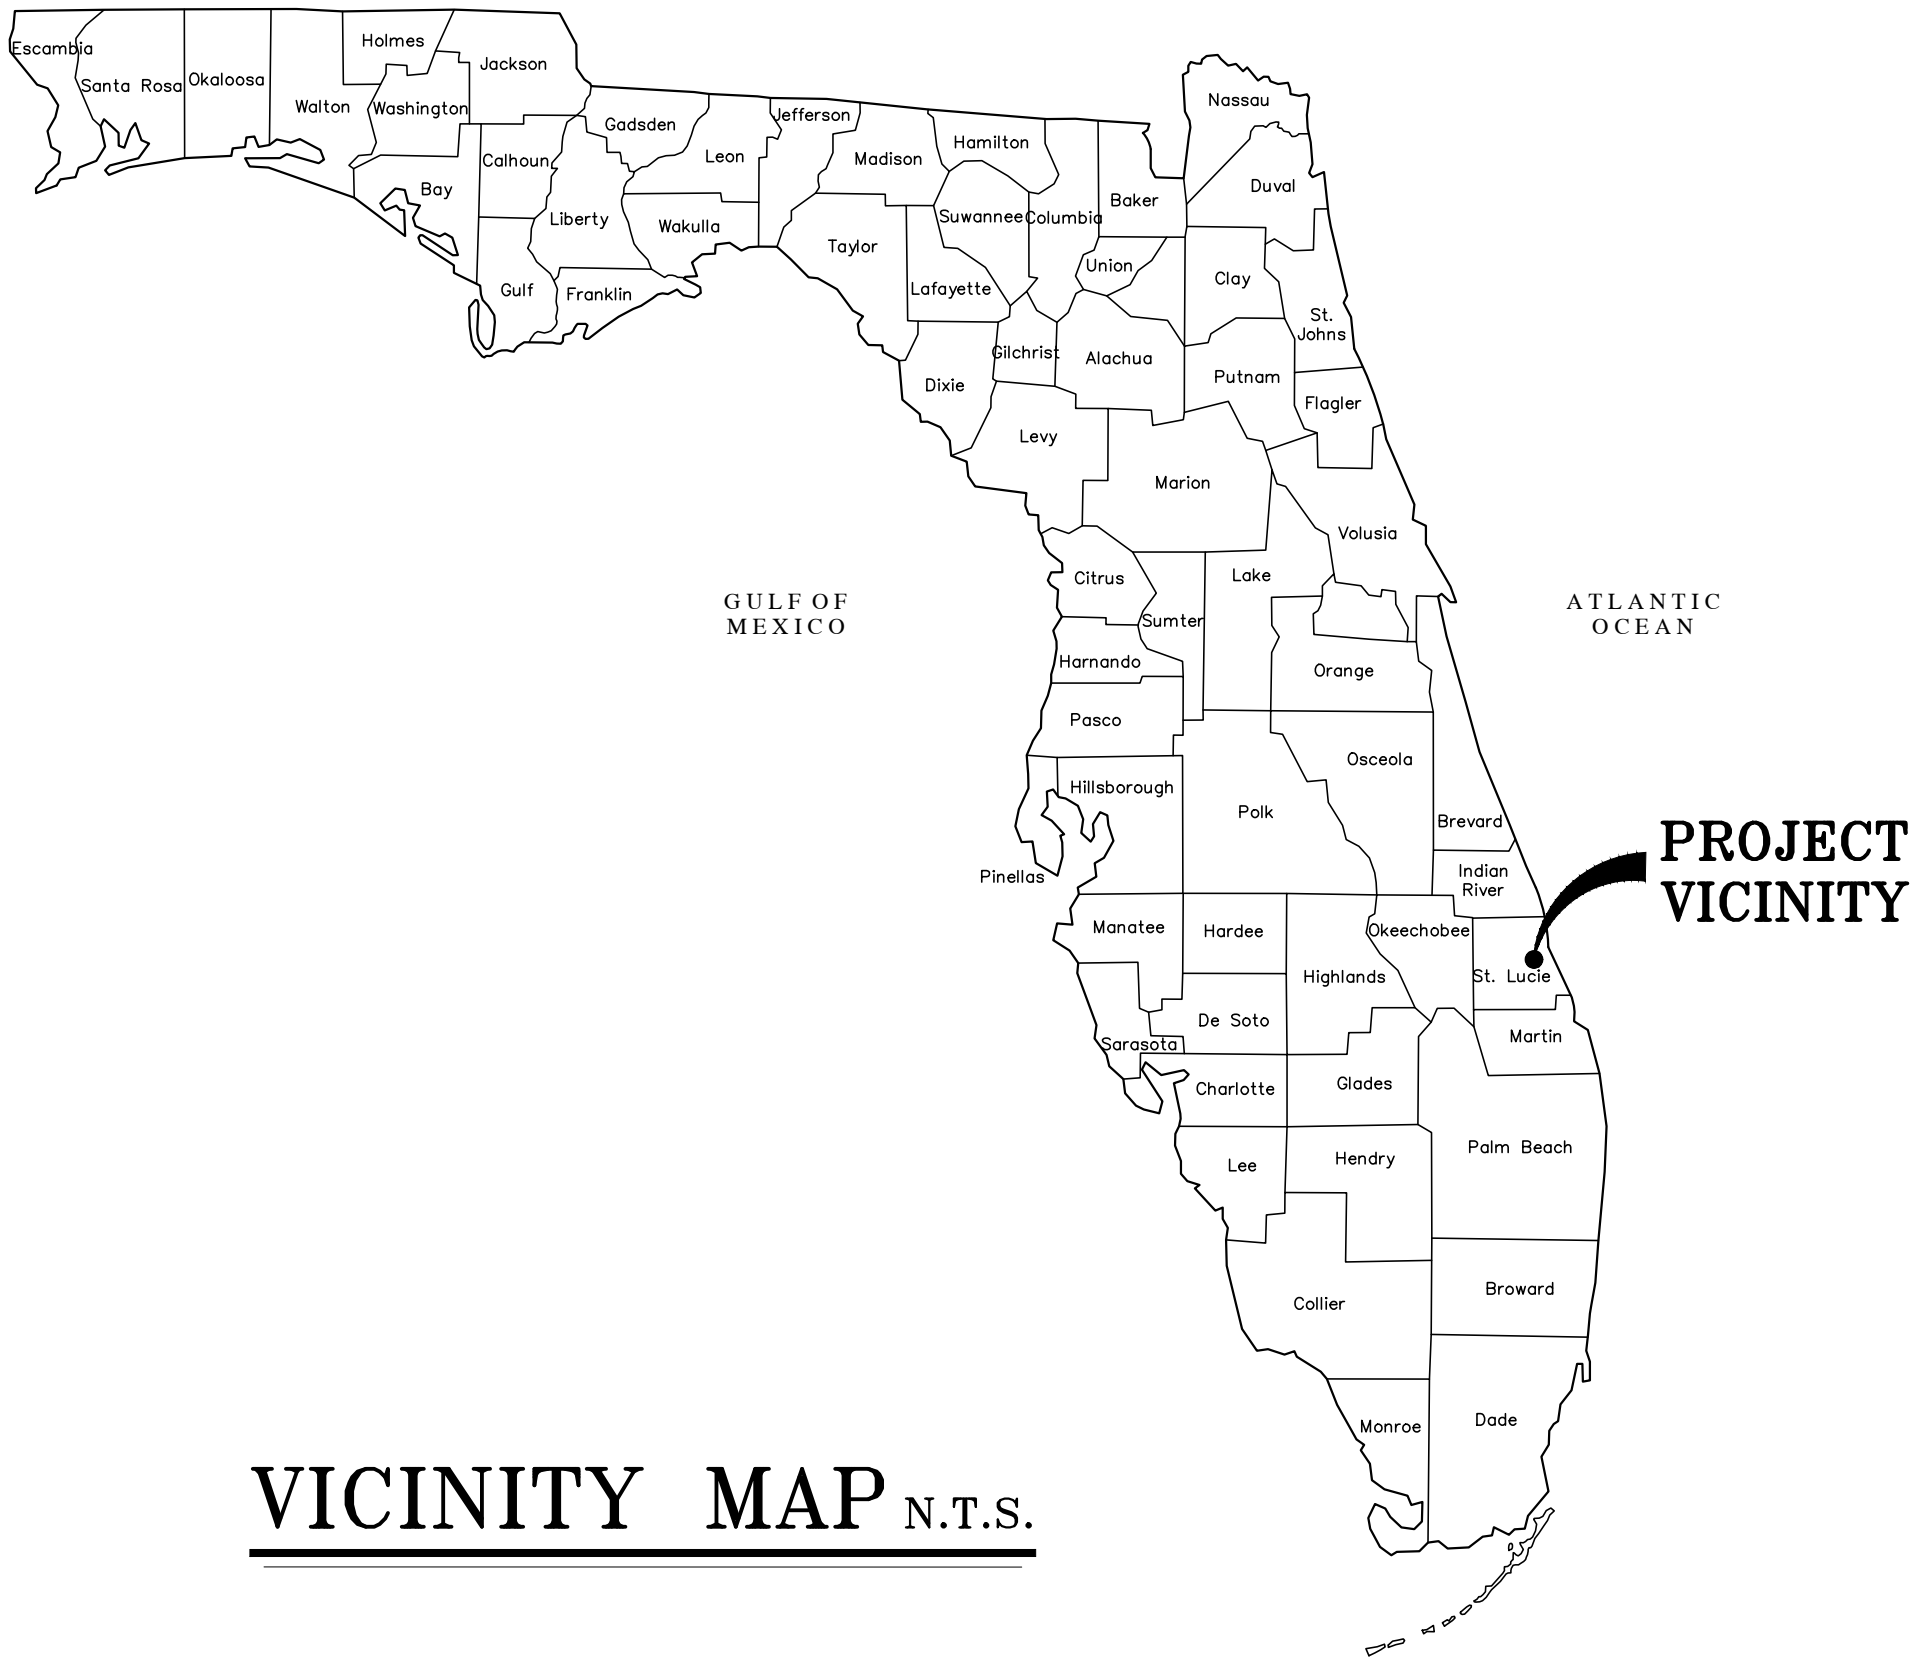 Escambia
Santa Rosa
Okaloosa
Walton
Holmes
Washington
Jackson
Bay
Calhoun
Gulf
Liberty
Franklin
Gadsden
Leon
Wakulla
Jefferson
Madison
Taylor
Hamilton
Suwannee
Lafayette
Columbia
Baker
Nassau
Duval
Union
Clay
St.
Johns
Gilchrist
Alachua
Dixie
Putnam
Flagler
Levy
Marion
Volusia
Citrus
Sumter
Lake
GULF OF
MEXICO
ATLANTIC
OCEAN
Harnando
Orange
Pasco
Osceola
Hillsborough
Polk
Brevard
Pinellas
Indian
River
PROJECT
VICINITY
Manatee
Hardee
Okeechobee
Highlands
St. Lucie
De Soto
Sarasota
Martin
Charlotte
Glades
Lee
Hendry
Palm Beach
Collier
Broward
Monroe
Dade
VICINITY MAP N.T.S.